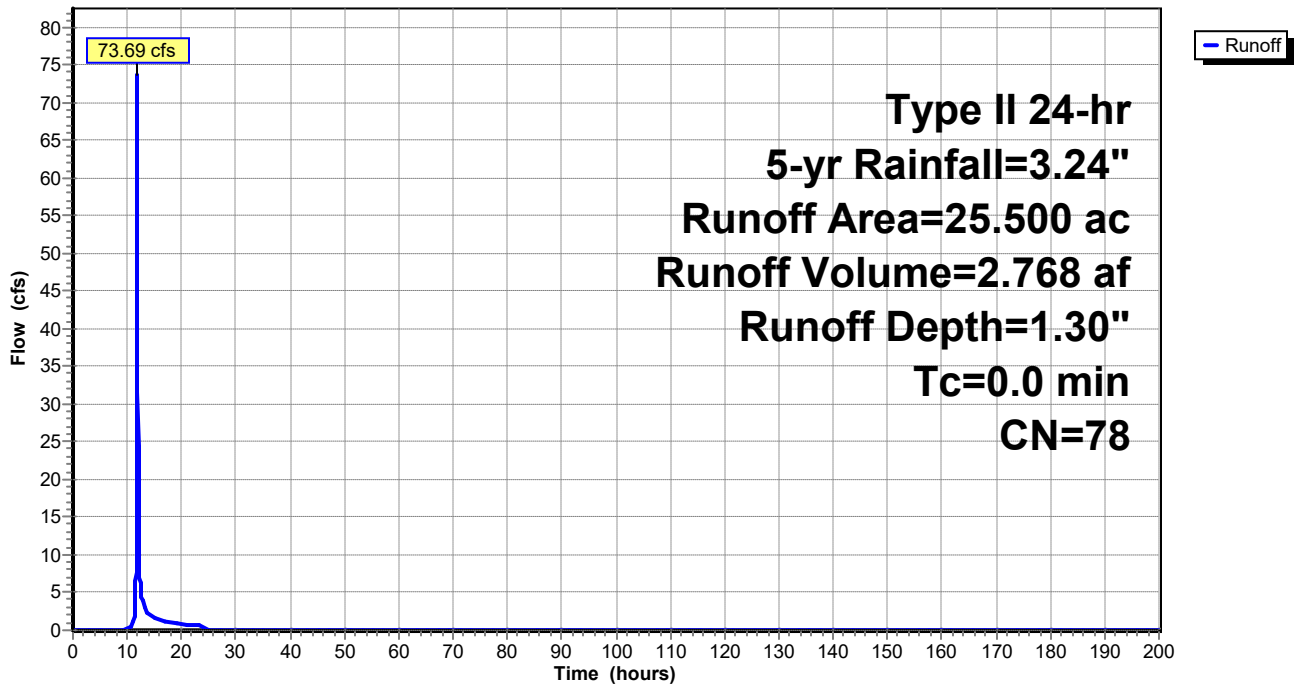 80
75
70
65
60
55
50
45
40
35
30
25
20
15
10
5
0
Flow (cfs)
73.69 cfs
Runoff
Type II 24-hr
5-yr Rainfall=3.24"
Runoff Area=25.500 ac
Runoff Volume=2.768 af
Runoff Depth=1.30"
Tc=0.0 min
CN=78
0 10 20 30 40 50 60 70 80 90 100 110 120 130 140 150 160 170 180 190 200
Time (hours)